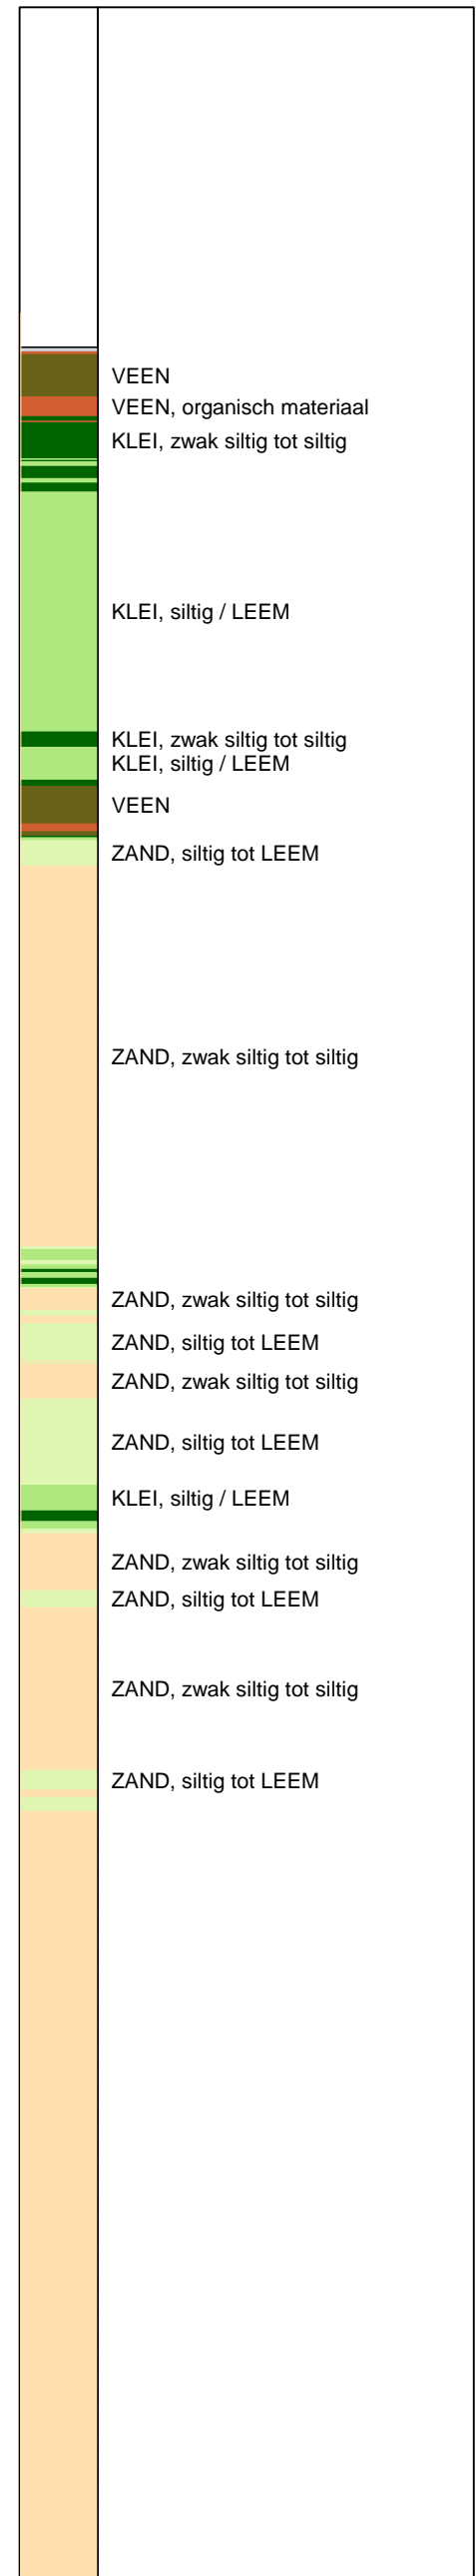 VEEN
VEEN, organisch materiaal
KLEI, zwak siltig tot siltig
KLEI, siltig / LEEM
KLEI, zwak siltig tot siltig
KLEI, siltig / LEEM
VEEN
ZAND, siltig tot LEEM
ZAND, zwak siltig tot siltig
ZAND, zwak siltig tot siltig
ZAND, siltig tot LEEM
ZAND, zwak siltig tot siltig
ZAND, siltig tot LEEM
KLEI, siltig / LEEM
ZAND, zwak siltig tot siltig
ZAND, siltig tot LEEM
ZAND, zwak siltig tot siltig
ZAND, siltig tot LEEM